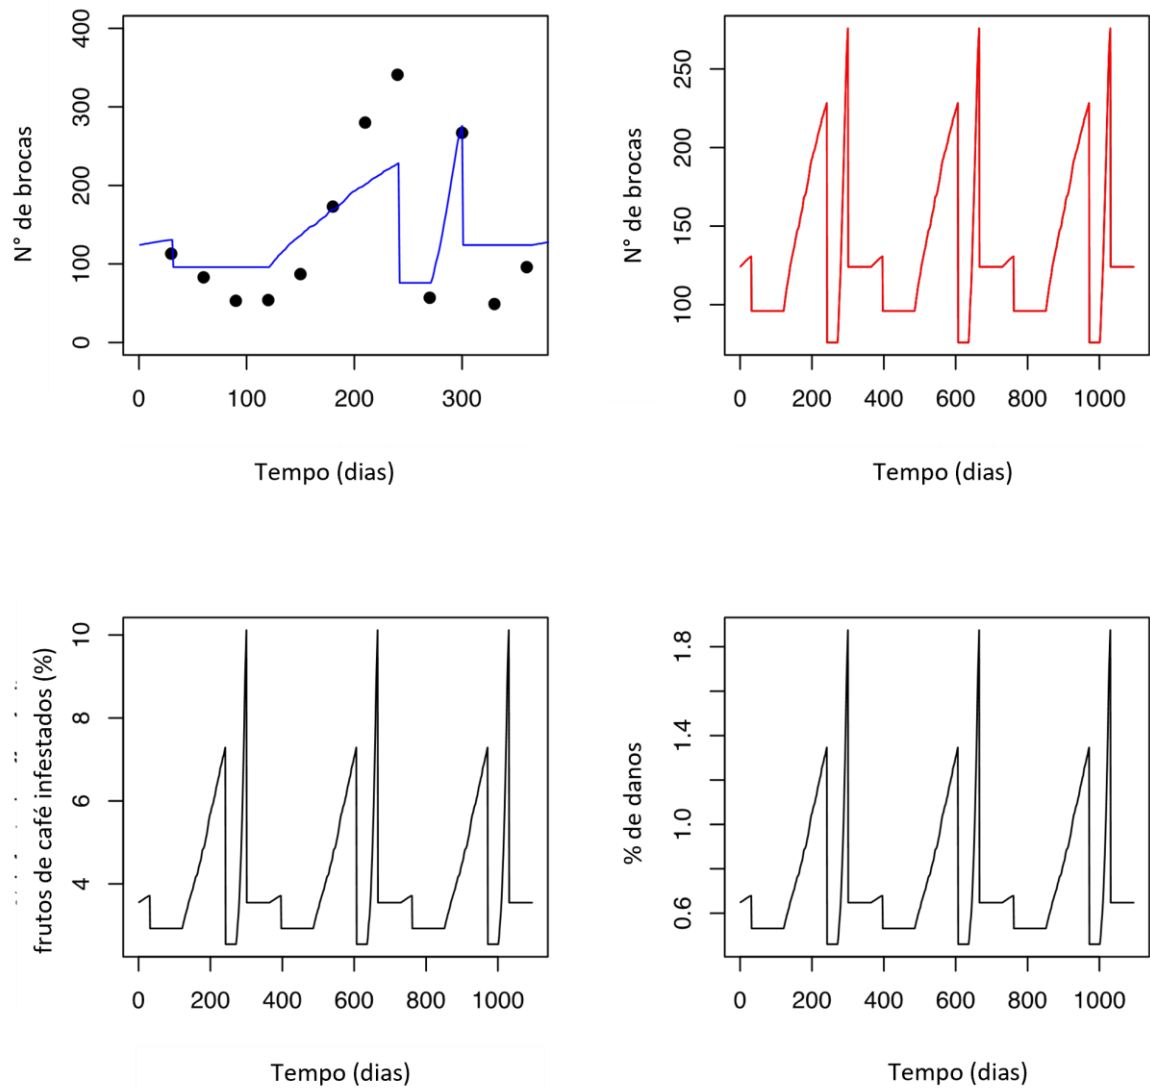 400
300
200
100
0
N° de brocas
0 100 200 300
Tempo (dias)
250
200
150
100
N° de brocas
0 200 400 600 800 1000
Tempo (dias)
10
8
6
4
frutos de café infestados (%)
0 200 400 600 800 1000
Tempo (dias)
1.8
1.4
1.0
0.6
% de danos
0 200 400 600 800 1000
Tempo (dias)